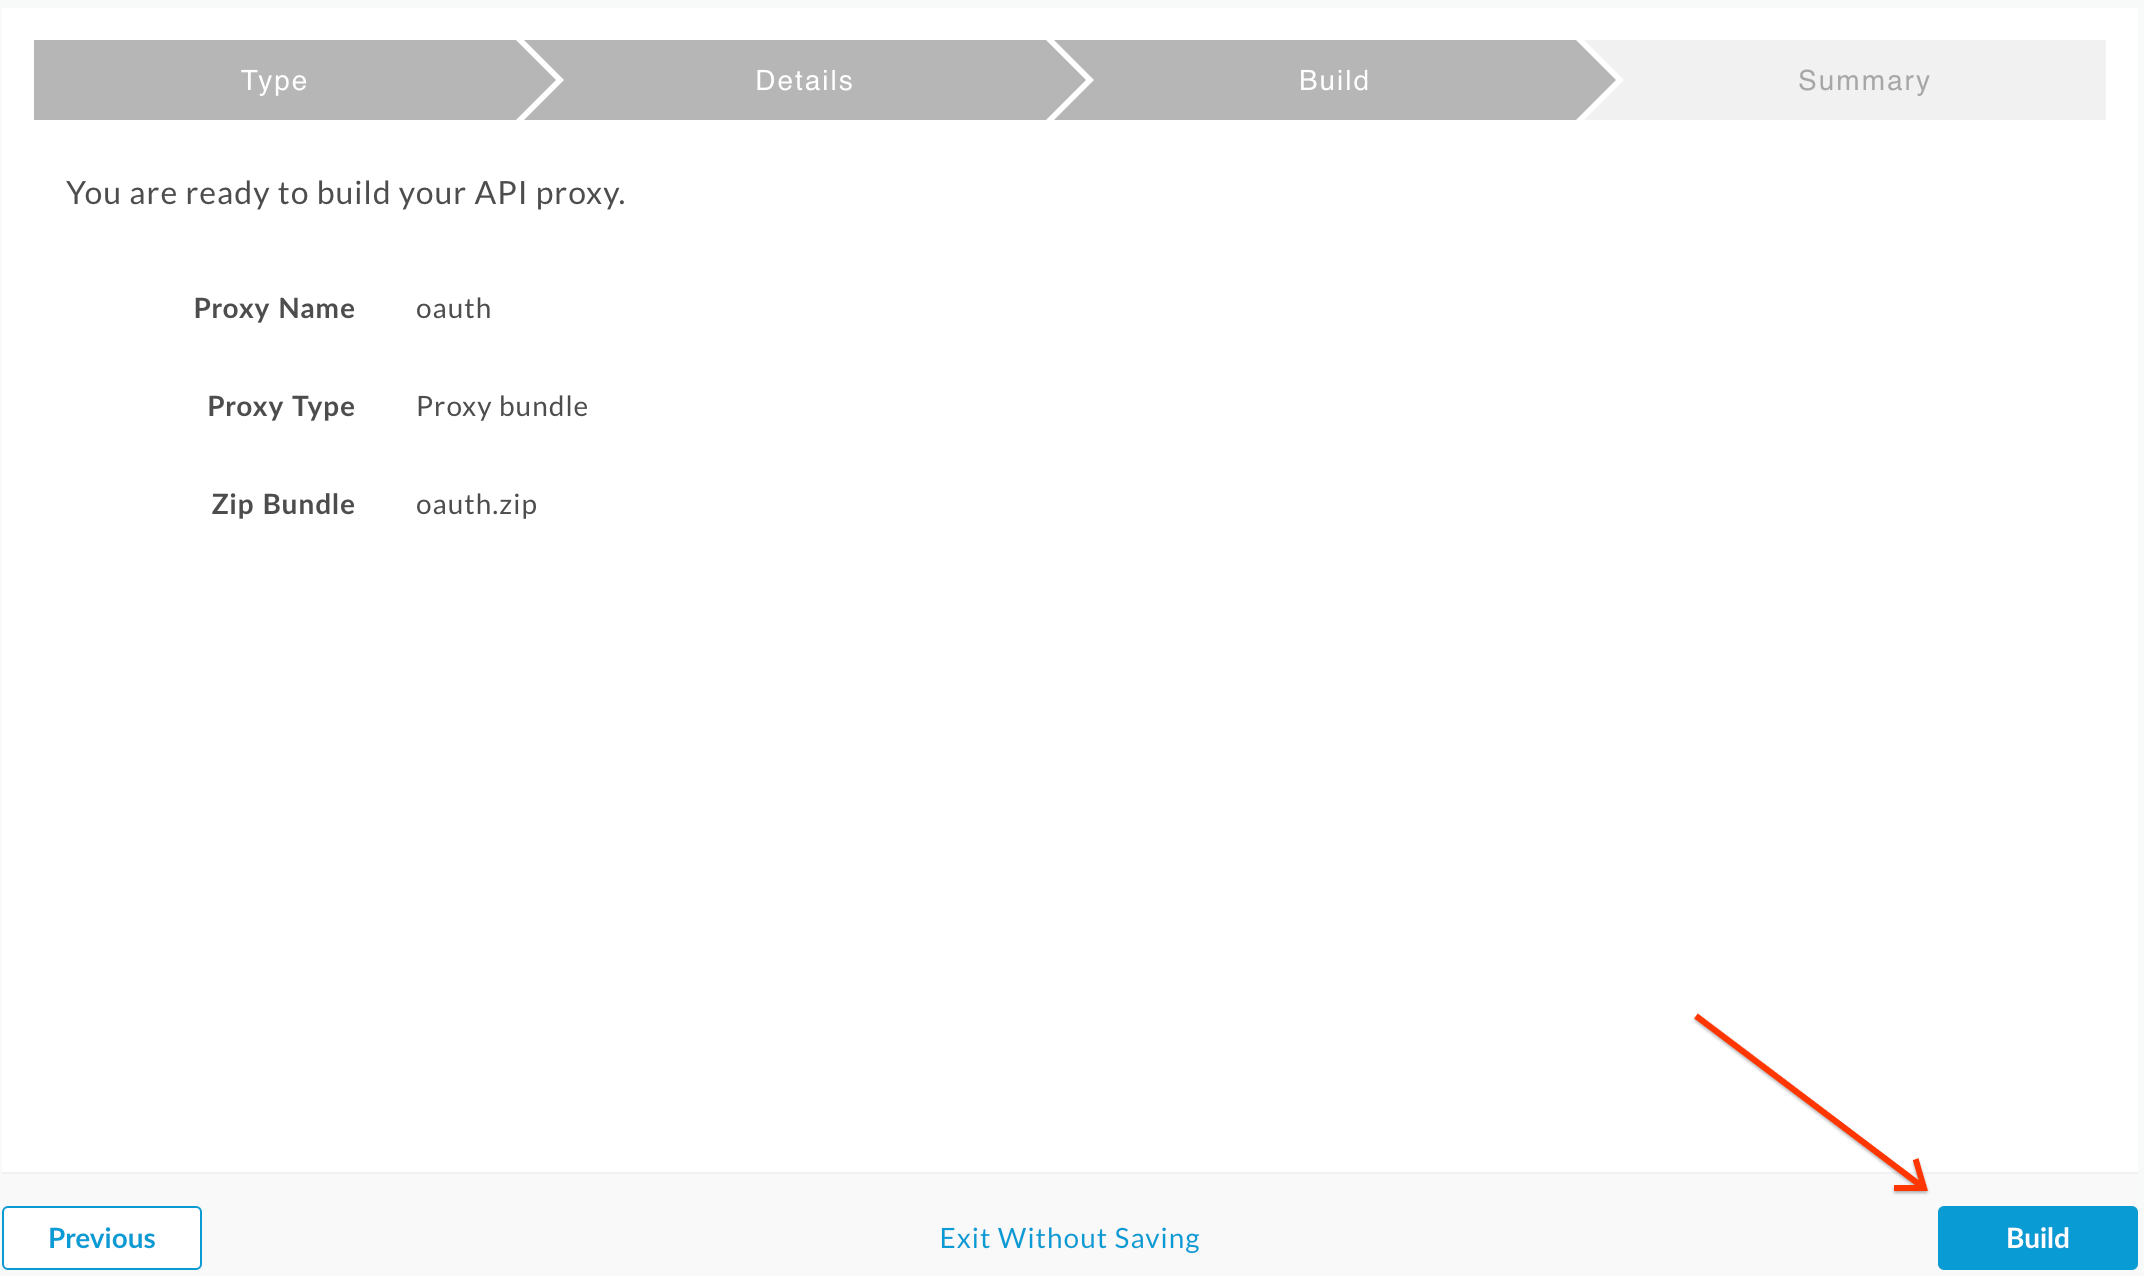 Type Details Build Summary
You are ready to build your API proxy.
Proxy Name oauth
Proxy Type Proxy bundle
Zip Bundle oauth.zip
Previous Exit Without Saving Build